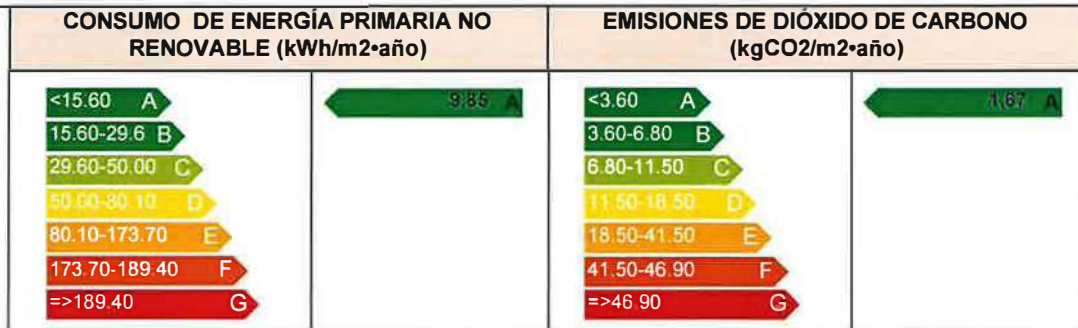 CONSUMO DE ENERGÍA PRIMARIA NO
RENOVABLE (kWh/m2•año)
EMISIONES DE DIÓXIDO DE CARBONO
(kgCO2/m2•año)
<15.60 A
15.60-29.6 B
29.60-50.00 C
50.00-80.10 D
80.10-173.70 E
173.70-189.40 F
=>189.40 G
9.85 A
<3.60 A
3.60-6.80 B
6.80-11.50 C
11.50-18.50 D
18.50-41.50 E
41.50-46.90 F
=>46.90 G
1.67 A